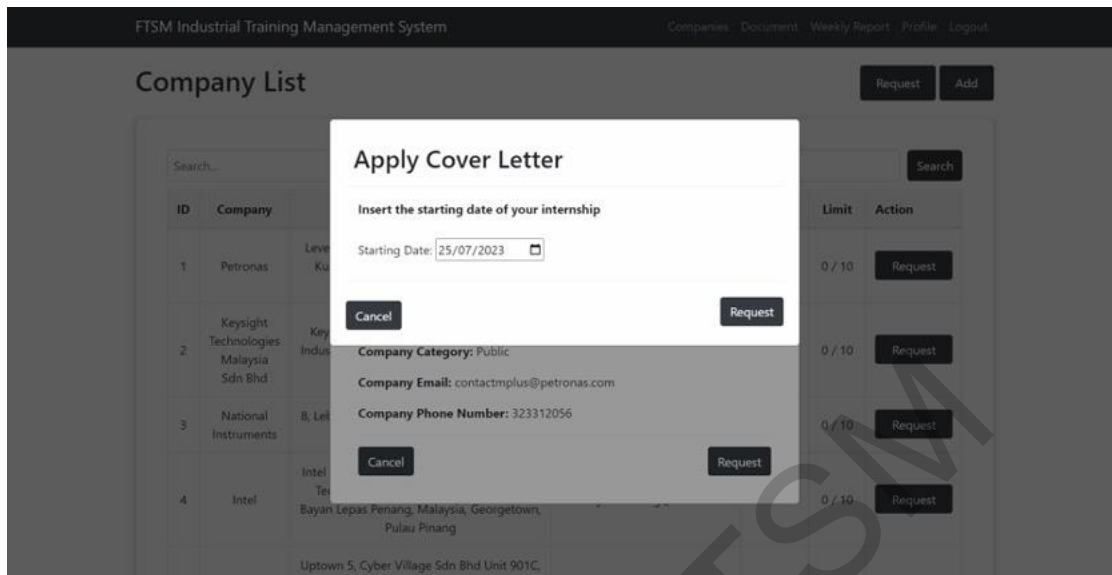 FTSM Industrial Training Management System
Companies Document Weekly Report Profile Logout
Company List
Request Add
Search...
Search
ID Company Limit Action
Apply Cover Letter
Insert the starting date of your internship
Starting Date: 25/07/2023
Cancel Request
1 Petronas 0 / 10 Request
2 Keysight Technologies Malaysia Sdn Bhd 0 / 10 Request
Company Category: Public
Company Email: contactmplus@petronas.com
Company Phone Number: 323312056
Cancel Request
3 National Instruments 0 / 10 Request
4 Intel 0 / 10 Request
Intel
Bayan Lepas Penang, Malaysia, Georgetown,
Pulau Pinang
Uptown 5, Cyber Village Sdn Bhd Unit 901C,
TSM